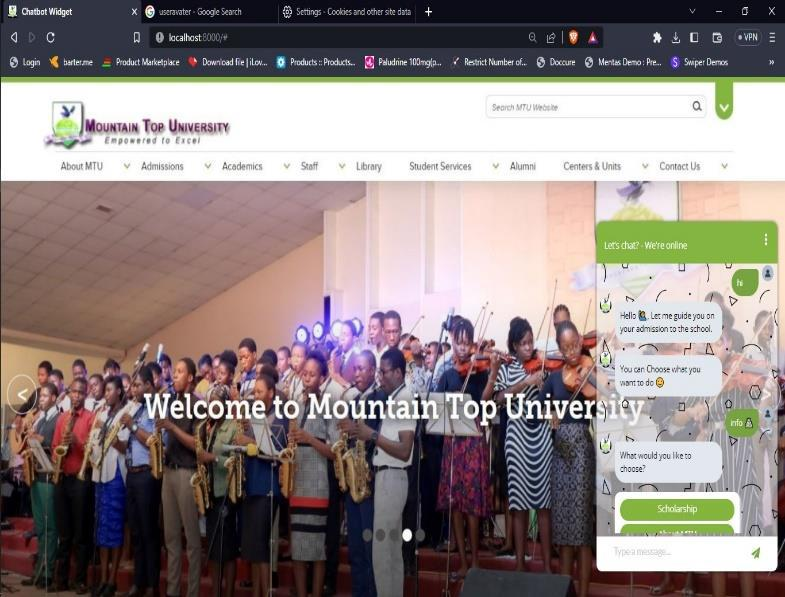 Chatbot Widget
useravater - Google Search
Settings - Cookies and other site data
localhost:8000/#
VPN
Login
barter.me
Product Marketplace
Download file | iLov...
Products :: Products...
Paludrine 100mg(p...
Restrict Number of...
Doccure
Mentas Demo : Pre...
Swiper Demos
»
Search MTU Website
MOUNTAIN TOP UNIVERSITY
Empowered to Excel
About MTU
Admissions
Academics
Staff
Library
Student Services
Alumni
Centers & Units
Contact Us
Let's chat? - We're online
hi
Hello 🙋, Let me guide you on
your admission to the school.
You can Choose what you
want to do 😊
Welcome to Mountain Top University
info
What would you like to
choose?
Scholarship
About MTU
Type a message...